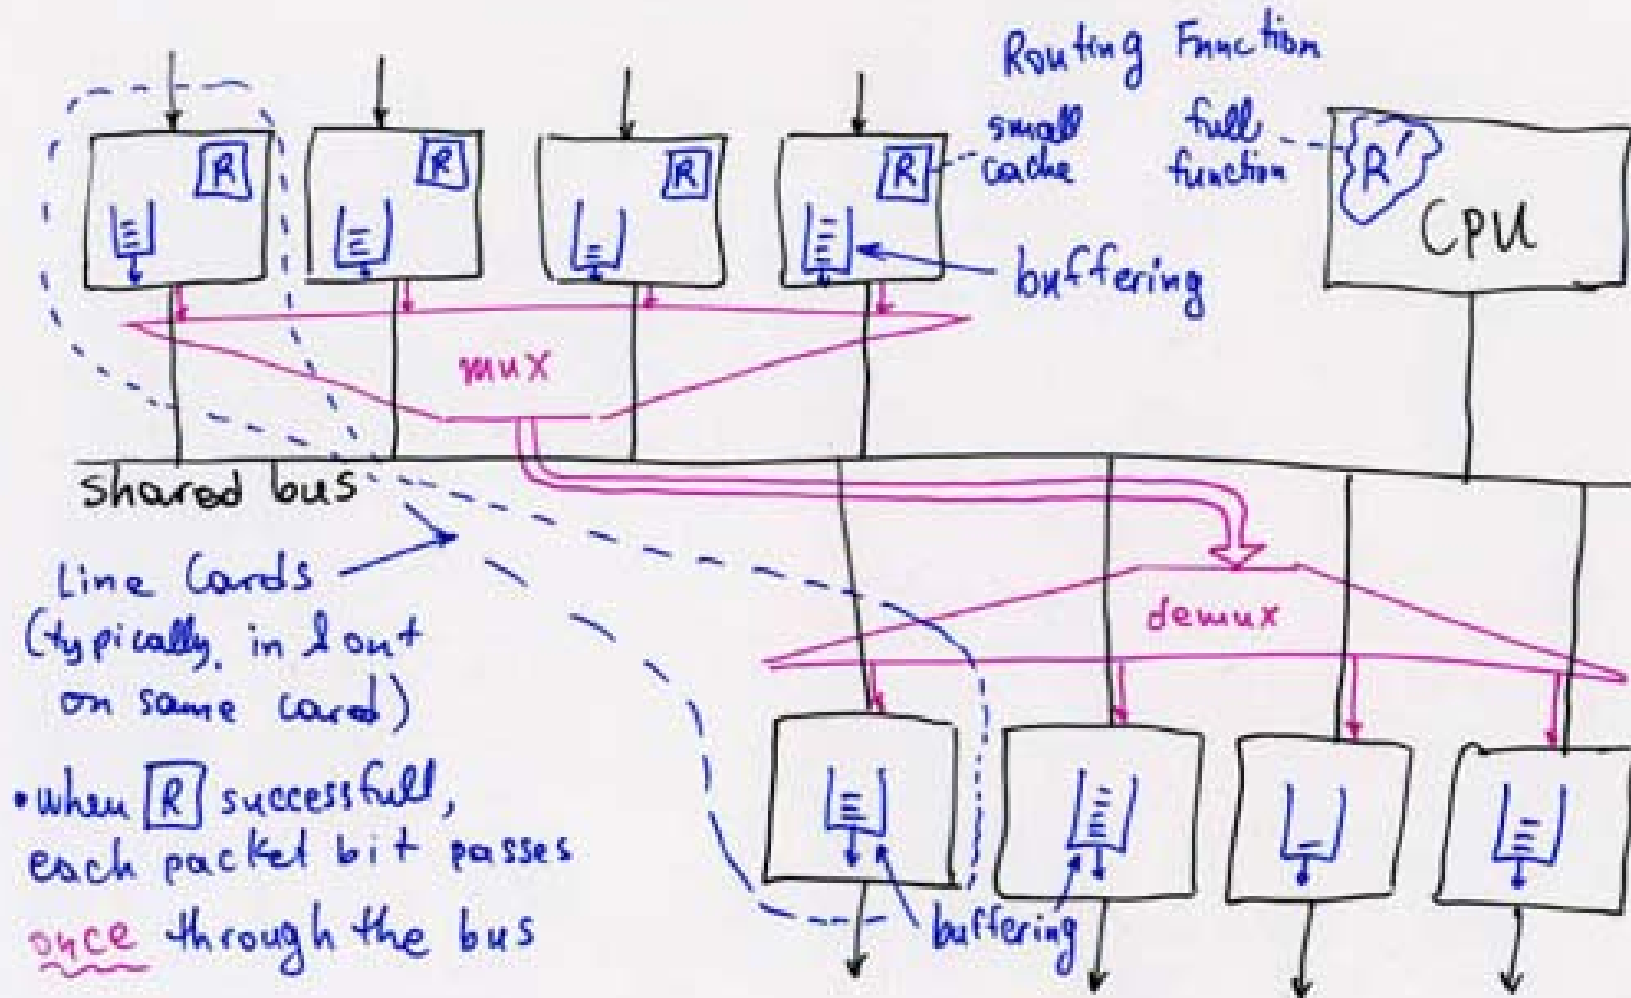 Routing Function
small cache
full function
R
R
R
R
R'
CPU
buffering
mux
shared bus
Line Cards
(typically, in & out
on same card)
demux
• when R successfull,
each packet bit passes
once through the bus
buffering